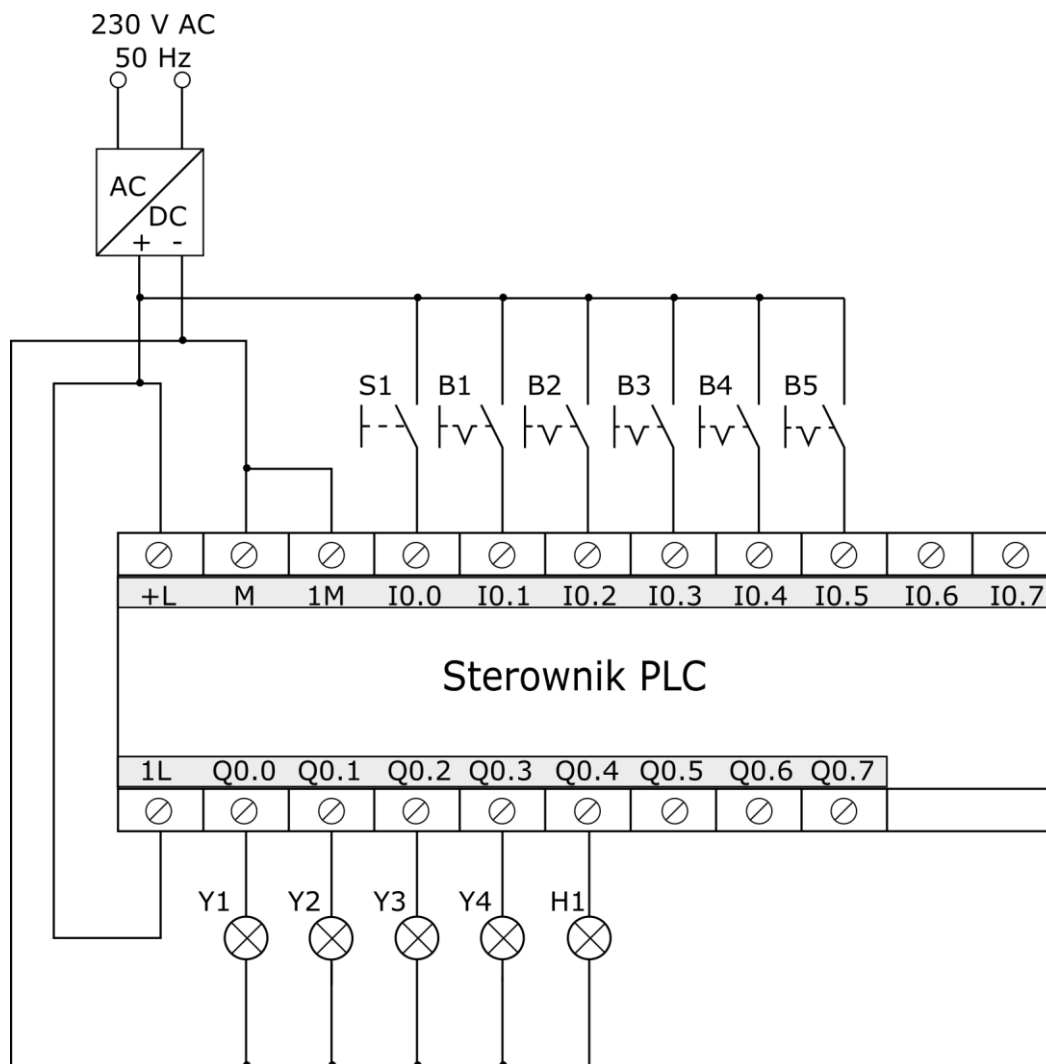 230 V AC
50 Hz
AC
DC
+ -
S1 B1 B2 B3 B4 B5
+L M 1M I0.0 I0.1 I0.2 I0.3 I0.4 I0.5 I0.6 I0.7
Sterownik PLC
1L Q0.0 Q0.1 Q0.2 Q0.3 Q0.4 Q0.5 Q0.6 Q0.7
Y1 Y2 Y3 Y4 H1